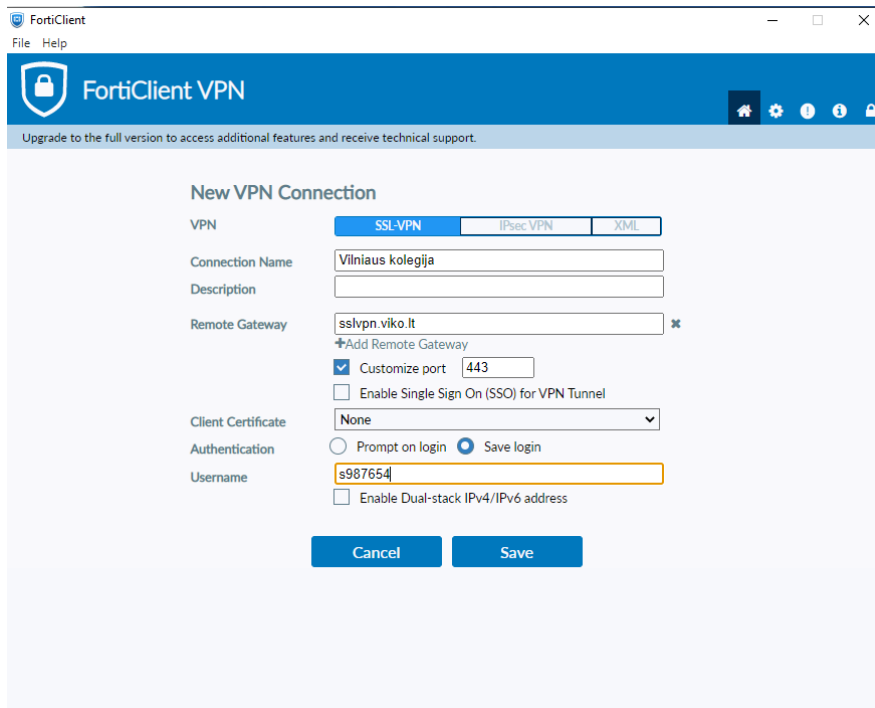 FortiClient
File Help
FortiClient VPN
Upgrade to the full version to access additional features and receive technical support.
New VPN Connection
VPN SSL-VPN IPsec VPN XML
Connection Name Vilniaus kolegija
Description
Remote Gateway sslvpn.viko.lt
+Add Remote Gateway
Customize port 443
Enable Single Sign On (SSO) for VPN Tunnel
Client Certificate None
Authentication Prompt on login Save login
Username s987654
Enable Dual-stack IPv4/IPv6 address
Cancel Save